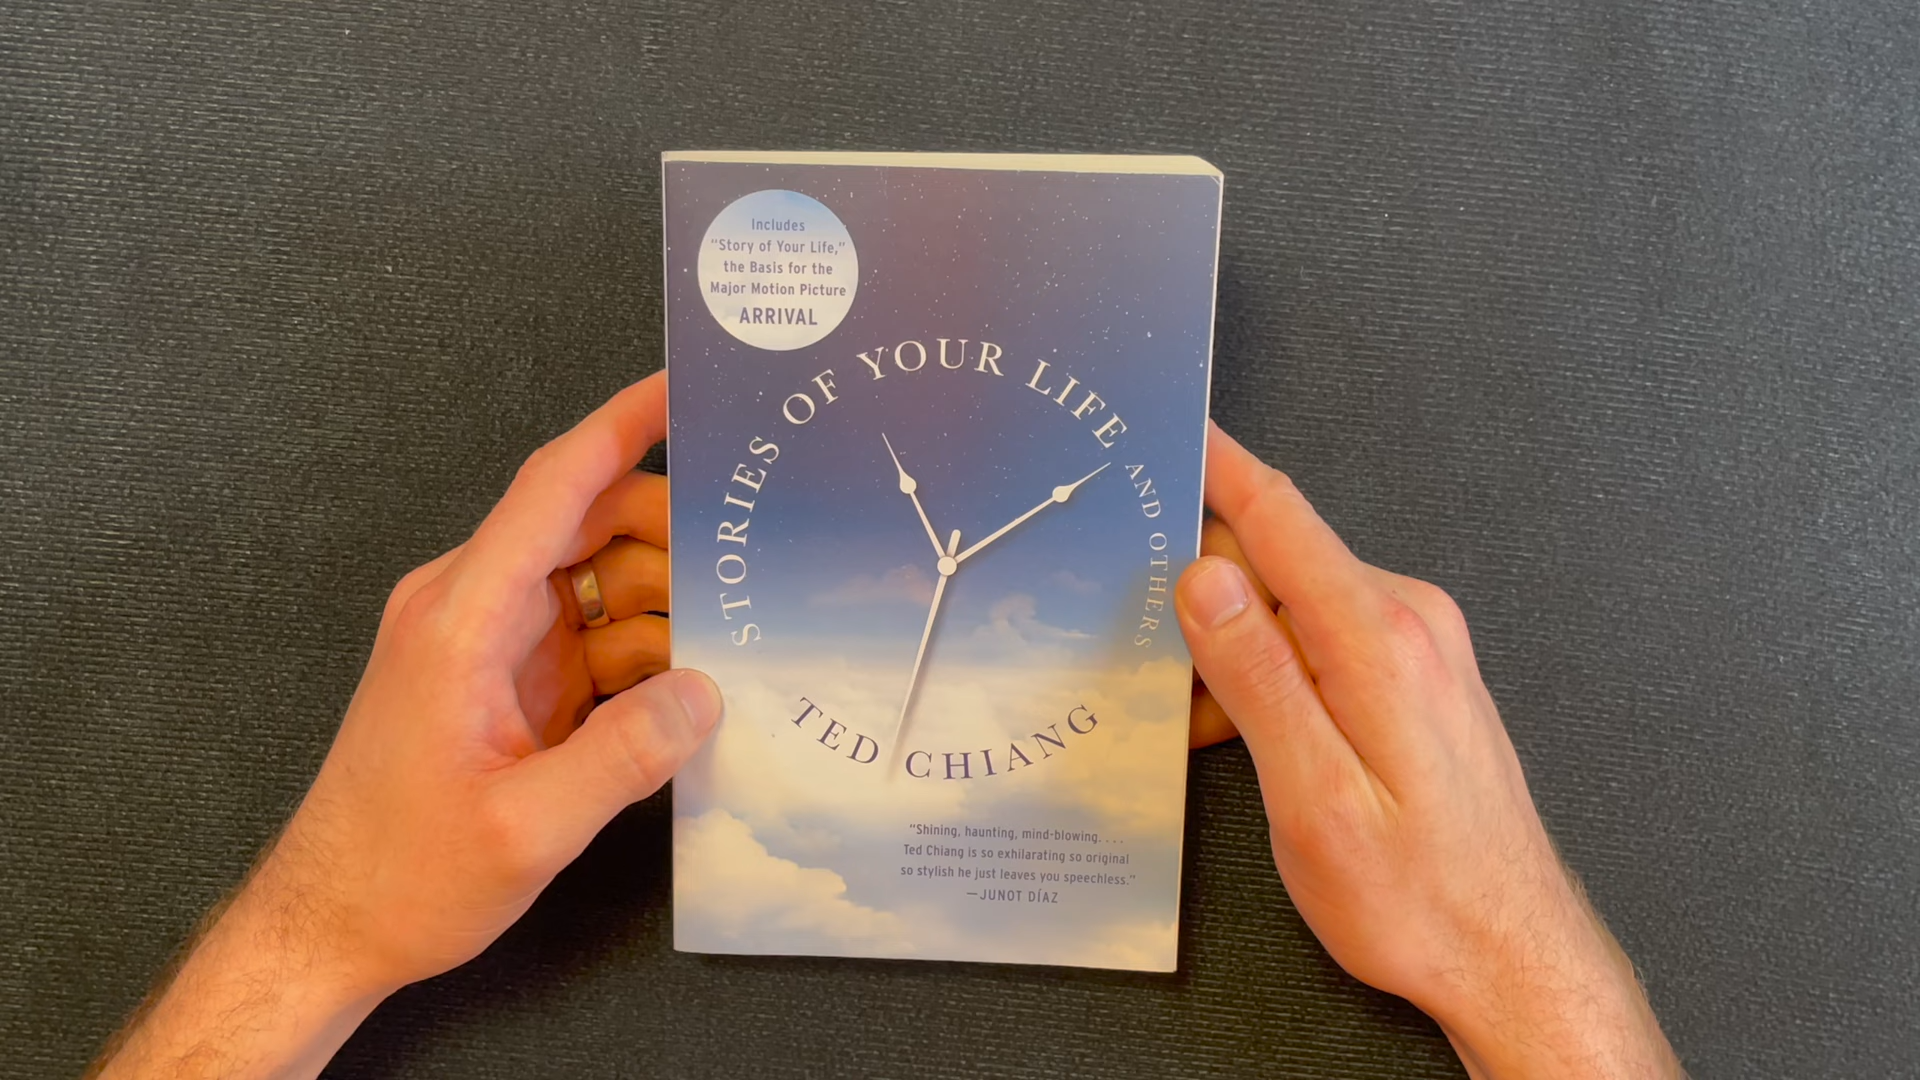 Includes
"Story of Your Life,"
the Basis for the
Major Motion Picture
ARRIVAL
STORIES OF YOUR LIFE AND OTHERS
TED CHIANG
"Shining, haunting, mind-blowing. . . .
Ted Chiang is so exhilarating so original
so stylish he just leaves you speechless."
—JUNOT DÍAZ